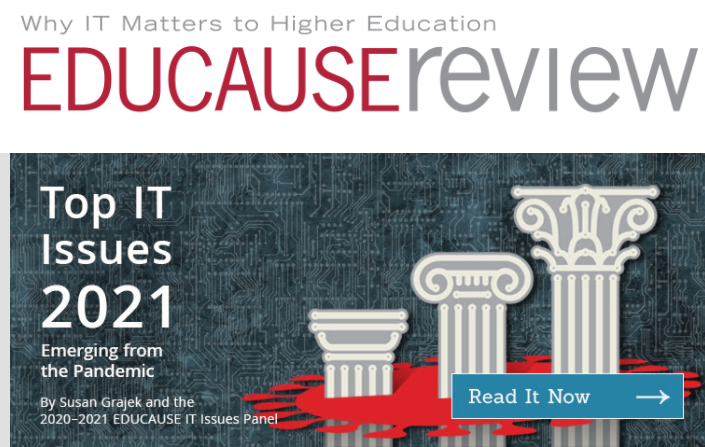 Why IT Matters to Higher Education
EDUCAUSEreview
Top IT
Issues
2021
Emerging from
the Pandemic
By Susan Grajek and the
2020–2021 EDUCAUSE IT Issues Panel
Read It Now